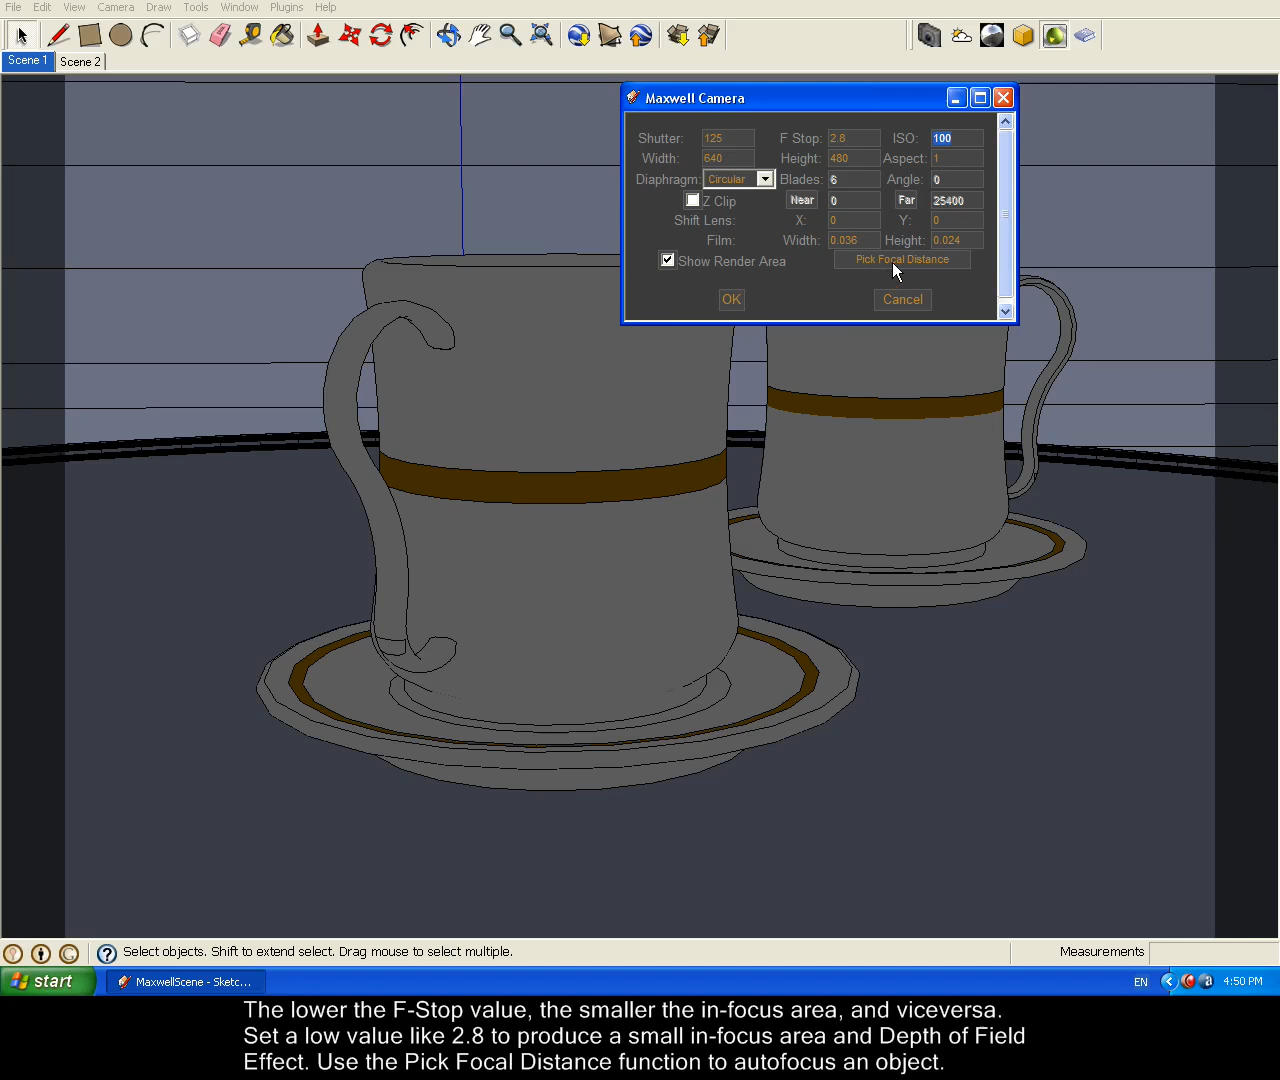 File Edit View Camera Draw Tools Window Plugins Help
Scene 1 Scene 2
Maxwell Camera
Shutter: 125 F Stop: 2.8 ISO: 100
Width: 640 Height: 480 Aspect: 1
Diaphragm: Circular Blades: 6 Angle: 0
Z Clip Near 0 Far 25400
Shift Lens: X: 0 Y: 0
Film: Width: 0.036 Height: 0.024
Show Render Area Pick Focal Distance
OK Cancel
Select objects. Shift to extend select. Drag mouse to select multiple. Measurements
start MaxwellScene - Sketc... EN 4:50 PM
The lower the F-Stop value, the smaller the in-focus area, and viceversa.
Set a low value like 2.8 to produce a small in-focus area and Depth of Field
Effect. Use the Pick Focal Distance function to autofocus an object.